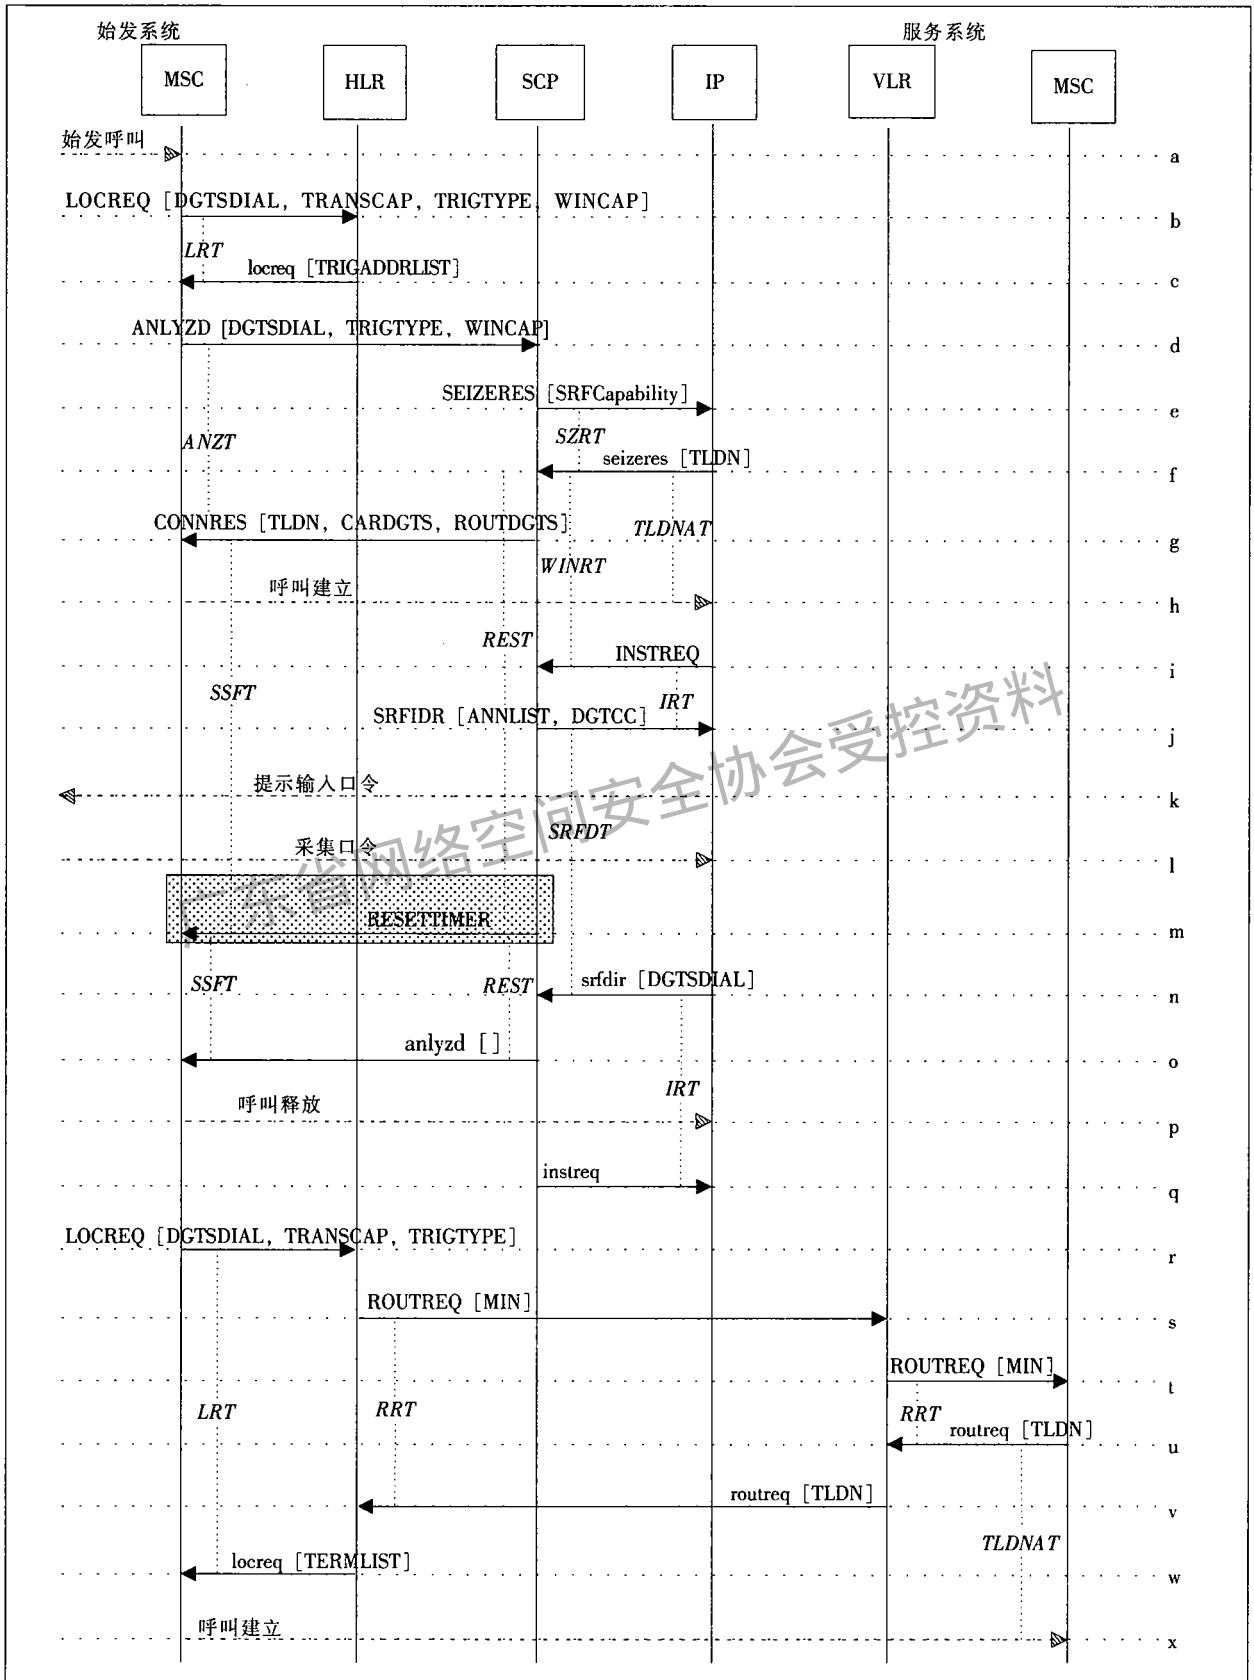 始发系统 服务系统
MSC HLR SCP IP VLR MSC
始发呼叫
a
LOCREQ [DGTSDIAL, TRANSCAP, TRIGTYPE, WINCAP]
b
LRT
locreq [TRIGADDRLIST]
c
ANLYZD [DGTSDIAL, TRIGTYPE, WINCAP]
d
SEIZERES [SRFCapability]
e
ANZT SZRT
seizeres [TLDN]
f
CONNRES [TLDN, CARDGTS, ROUTDGTS] TLDNAT
g
WINRT
呼叫建立
h
REST INSTREQ
i
SSFT IRT
SRFIDR [ANNLIST, DGTCC]
j
提示输入口令
k
SRFDT
采集口令
l
RESETTIMER
m
SSFT REST srfdir [DGTSDIAL]
n
anlyzd []
o
IRT
呼叫释放
p
instreq
q
LOCREQ [DGTSDIAL, TRANSCAP, TRIGTYPE]
r
ROUTREQ [MIN]
s
ROUTREQ [MIN]
t
LRT RRT RRT
routreq [TLDN]
u
routreq [TLDN]
v
TLDNAT
locreq [TERMLIST]
w
呼叫建立
x
广东省网络空间安全协会受控资料